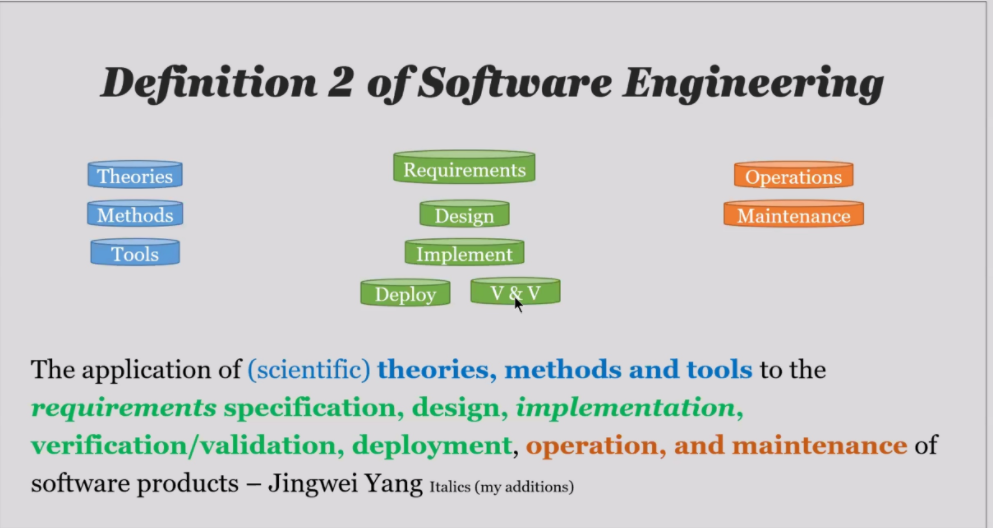 Definition 2 of Software Engineering
Theories
Methods
Tools
Requirements
Design
Implement
Deploy
V & V
Operations
Maintenance
The application of (scientific) theories, methods and tools to the
requirements specification, design, implementation,
verification/validation, deployment, operation, and maintenance of
software products – Jingwei Yang Italics (my additions)